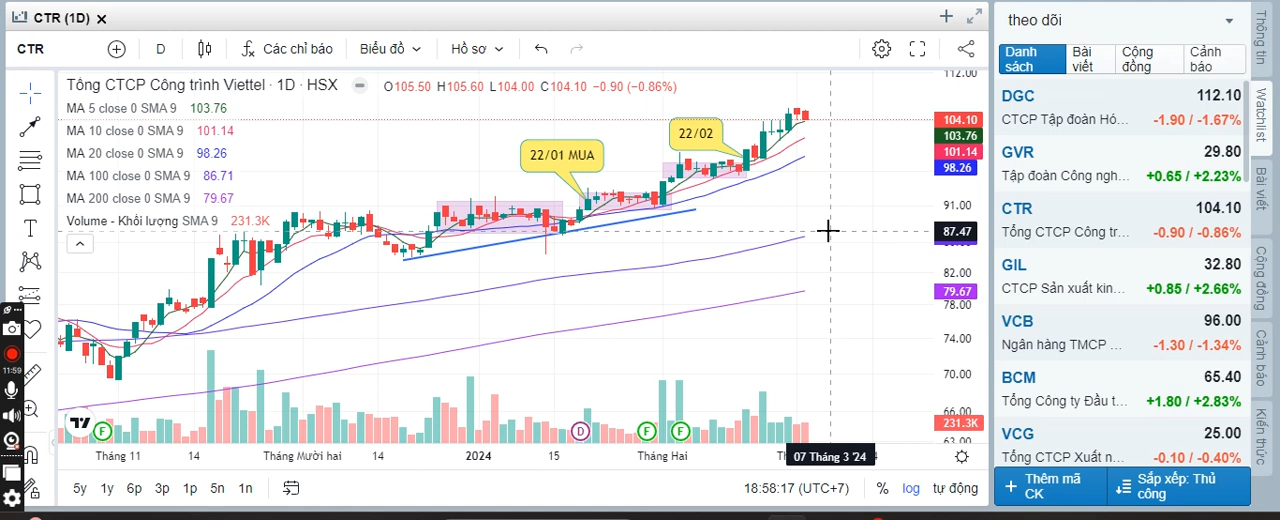 CTR (1D)
CTR
D
Các chỉ báo
Biểu đồ
Hồ sơ
Tổng CTCP Công trình Viettel · 1D · HSX
O105.50 H105.60 L104.00 C104.10 −0.90 (−0.86%)
MA 5 close 0 SMA 9 103.76
MA 10 close 0 SMA 9 101.14
MA 20 close 0 SMA 9 98.26
MA 100 close 0 SMA 9 86.71
MA 200 close 0 SMA 9 79.67
Volume - Khối lượng SMA 9 231.3K
22/01 MUA
22/02
112.00
104.10
103.76
101.14
98.26
91.00
87.47
82.00
79.67
78.00
74.00
70.00
66.00
231.3K
63.00
F
D
F
F
Tháng 11
14
Tháng Mười hai
14
2024
15
Tháng Hai
07 Tháng 3 '24
5y
1y
6p
3p
1p
5n
1n
18:58:17 (UTC+7)
%
log
tự động
11:59
theo dõi
Danh sách
Bài viết
Cộng đồng
Cảnh báo
DGC 112.10
CTCP Tập đoàn Hó... -1.90 / -1.67%
GVR 29.80
Tập đoàn Công ngh... +0.65 / +2.23%
CTR 104.10
Tổng CTCP Công tr... -0.90 / -0.86%
GIL 32.80
CTCP Sản xuất kin... +0.85 / +2.66%
VCB 96.00
Ngân hàng TMCP ... -1.30 / -1.34%
BCM 65.40
Tổng Công ty Đầu t... +1.80 / +2.83%
VCG 25.00
Tổng CTCP Xuất n... -0.10 / -0.40%
Thêm mã CK
Sắp xếp: Thủ công
Thông tin
Watchlist
Bài viết
Cộng đồng
Cảnh báo
Kiến thức